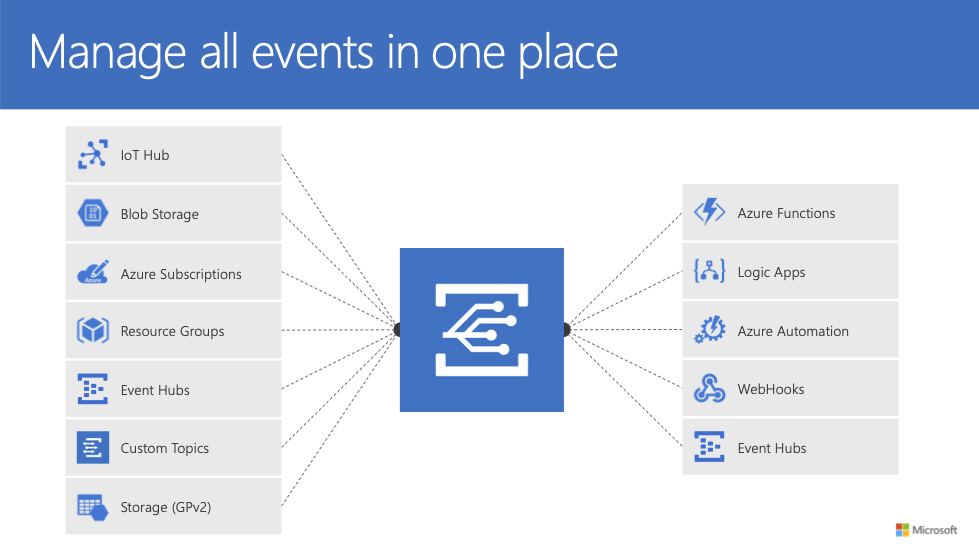 Manage all events in one place
IoT Hub
Blob Storage
Azure Subscriptions
Resource Groups
Event Hubs
Custom Topics
Storage (GPv2)
Azure Functions
Logic Apps
Azure Automation
WebHooks
Event Hubs
Microsoft